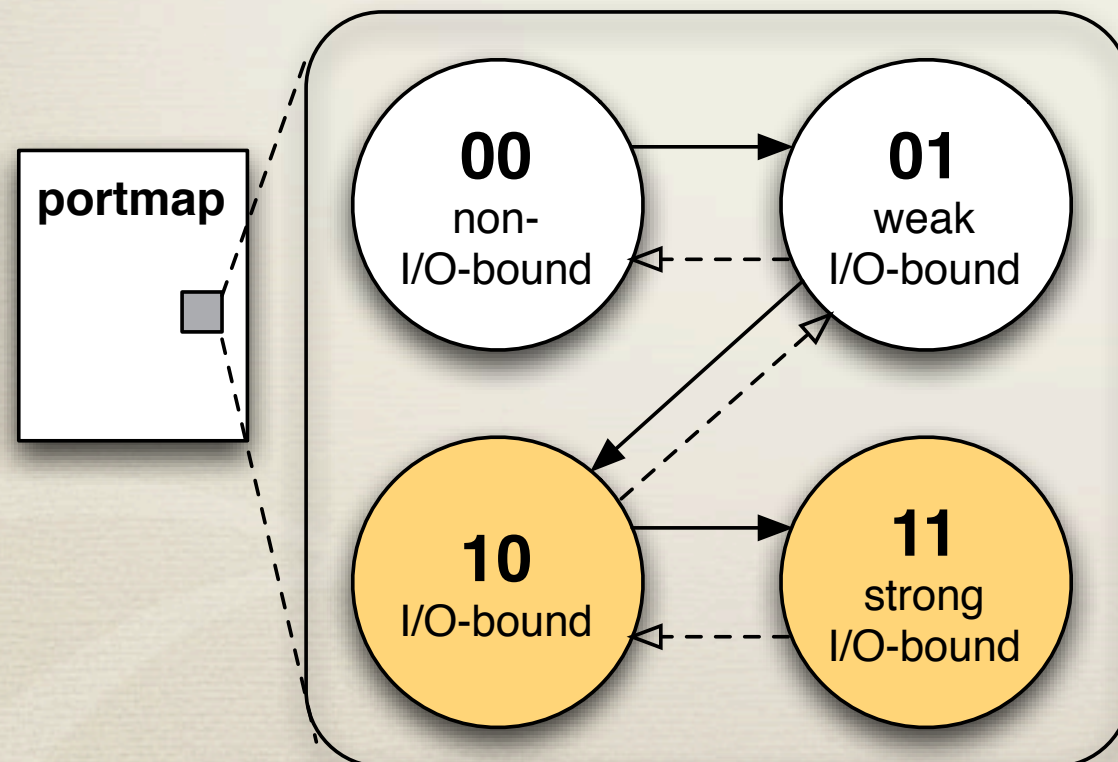 portmap
00
non-
I/O-bound
01
weak
I/O-bound
10
I/O-bound
11
strong
I/O-bound